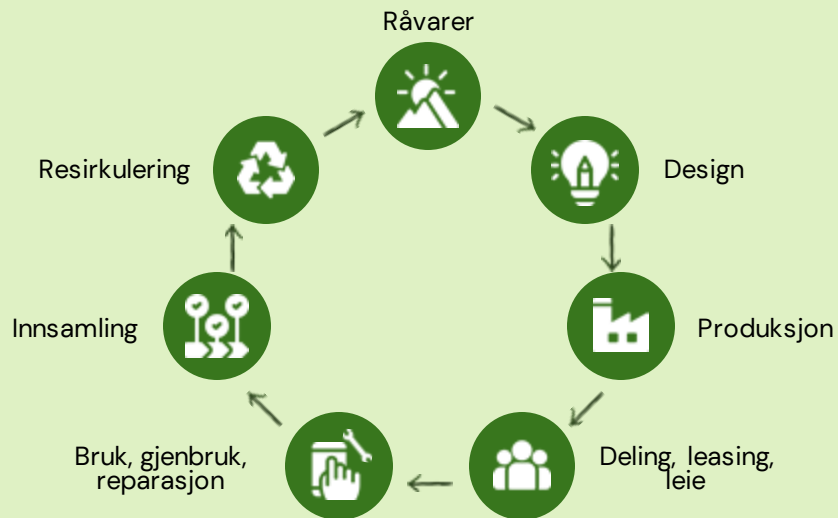 Råvarer
Resirkulering
Design
Innsamling
Produksjon
Bruk, gjenbruk,
reparasjon
Deling, leasing,
leie